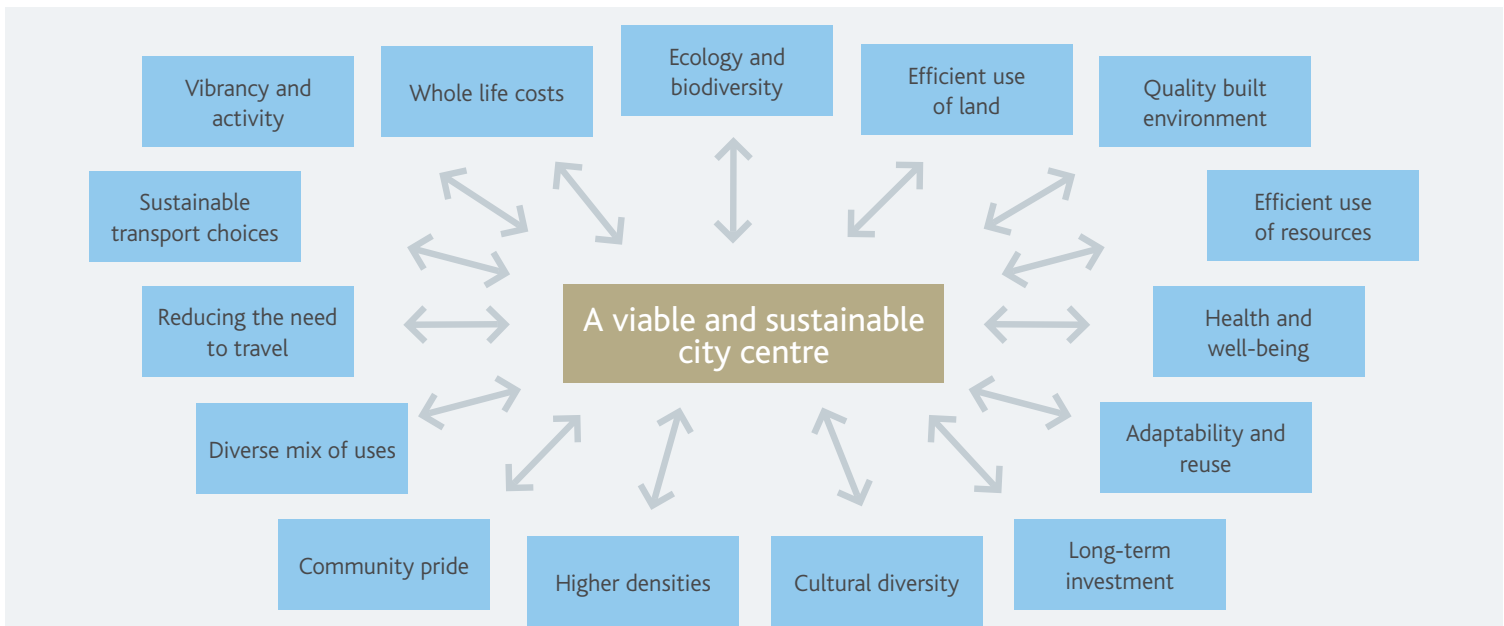 Vibrancy and
activity
Whole life costs
Ecology and
biodiversity
Efficient use
of land
Quality built
environment
Sustainable
transport choices
Efficient use
of resources
Reducing the need
to travel
A viable and sustainable
city centre
Health and
well-being
Diverse mix of uses
Adaptability and
reuse
Community pride
Higher densities
Cultural diversity
Long-term
investment